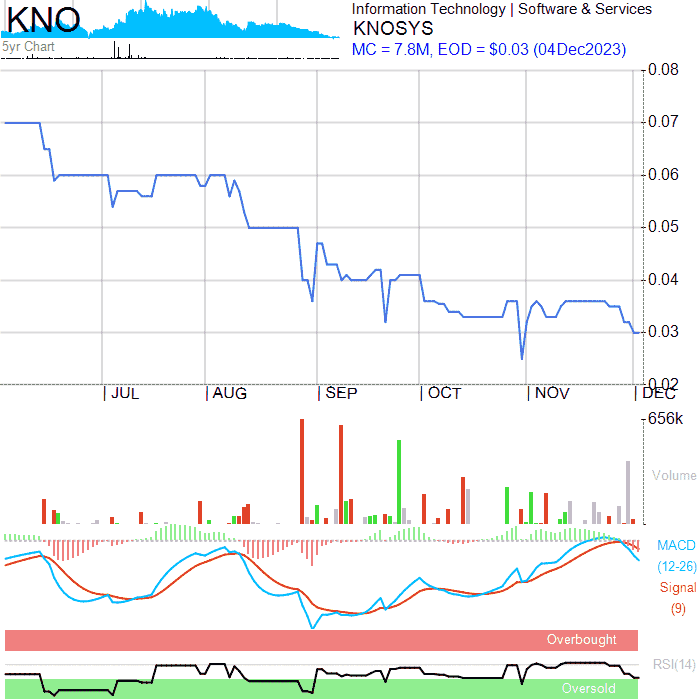 KNO
Information Technology | Software & Services
KNOSYS
5yr Chart
MC = 7.8M, EOD = $0.03 (04Dec2023)
0.08
0.07
0.06
0.05
0.04
0.03
0.02
JUL AUG SEP OCT NOV DEC
656k
Volume
MACD
(12-26)
Signal
(9)
Overbought
RSI(14)
Oversold